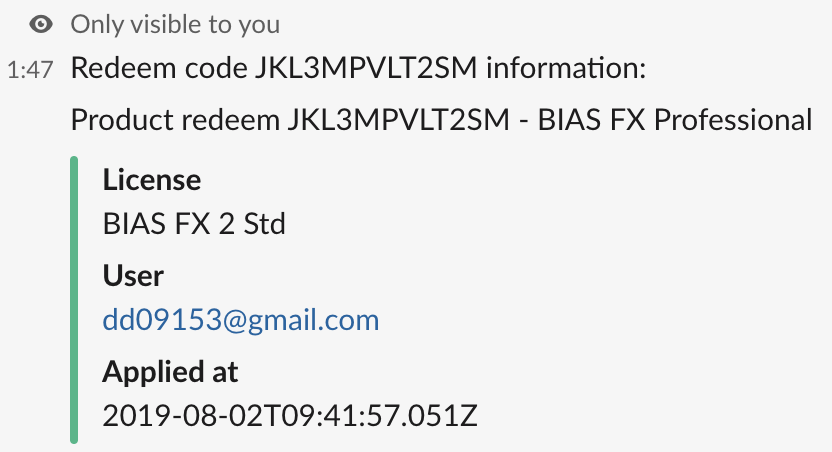 Only visible to you
1:47 Redeem code JKL3MPVLT2SM information:
Product redeem JKL3MPVLT2SM - BIAS FX Professional
License
BIAS FX 2 Std
User
dd09153@gmail.com
Applied at
2019-08-02T09:41:57.051Z